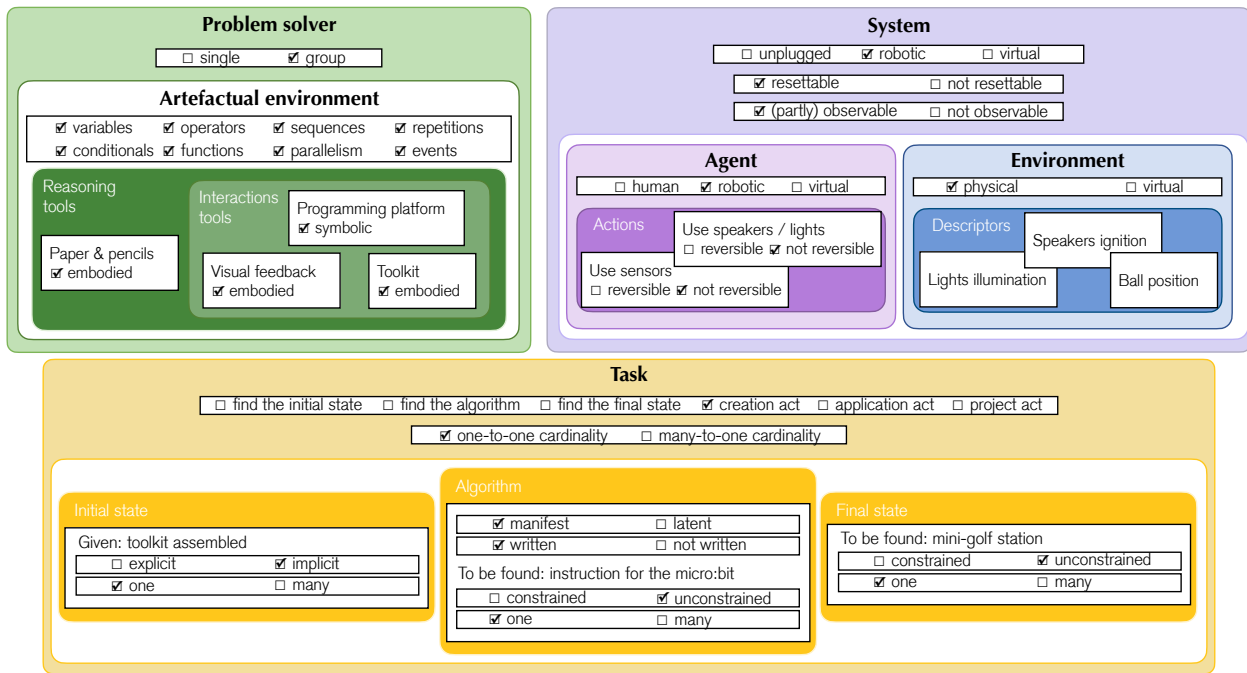 Problem solver
☐ single ☑ group
Artefactual environment
☑ variables ☑ operators ☑ sequences ☑ repetitions
☑ conditionals ☑ functions ☑ parallelism ☑ events
Reasoning
tools
Paper & pencils
☑ embodied
Interactions
tools
Programming platform
☑ symbolic
Visual feedback
☑ embodied
Toolkit
☑ embodied
System
☐ unplugged ☑ robotic ☐ virtual
☑ resettable ☐ not resettable
☑ (partly) observable ☐ not observable
Agent
☐ human ☑ robotic ☐ virtual
Actions
Use speakers / lights
☐ reversible ☑ not reversible
Use sensors
☐ reversible ☑ not reversible
Environment
☑ physical ☐ virtual
Descriptors
Speakers ignition
Lights illumination
Ball position
Task
☐ find the initial state ☐ find the algorithm ☐ find the final state ☑ creation act ☐ application act ☐ project act
☑ one-to-one cardinality ☐ many-to-one cardinality
Initial state
Given: toolkit assembled
☐ explicit ☑ implicit
☑ one ☐ many
Algorithm
☑ manifest ☐ latent
☑ written ☐ not written
To be found: instruction for the micro:bit
☐ constrained ☑ unconstrained
☑ one ☐ many
Final state
To be found: mini-golf station
☐ constrained ☑ unconstrained
☑ one ☐ many